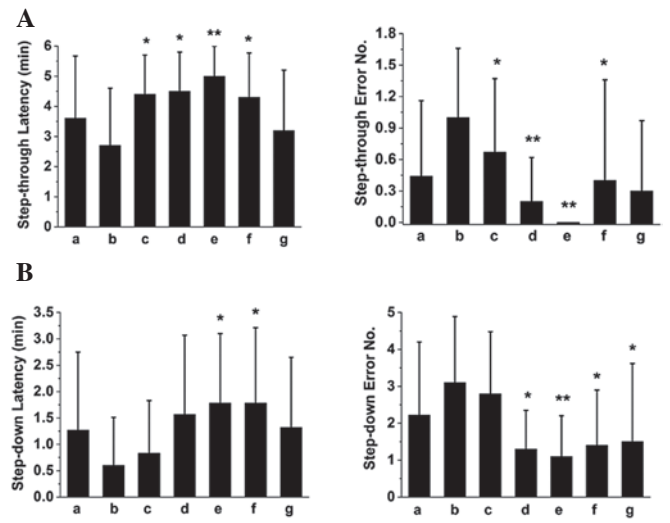 A
Step-through Latency (min)
6
5
4
3
2
1
0
* * ** *
a b c d e f g
Step-through Error No.
1.8
1.5
1.2
0.9
0.6
0.3
0.0
* ** ** *
a b c d e f g
B
Step-down Latency (min)
3.5
3.0
2.5
2.0
1.5
1.0
0.5
0.0
* *
a b c d e f g
Step-down Error No.
5
4
3
2
1
0
* ** * *
a b c d e f g